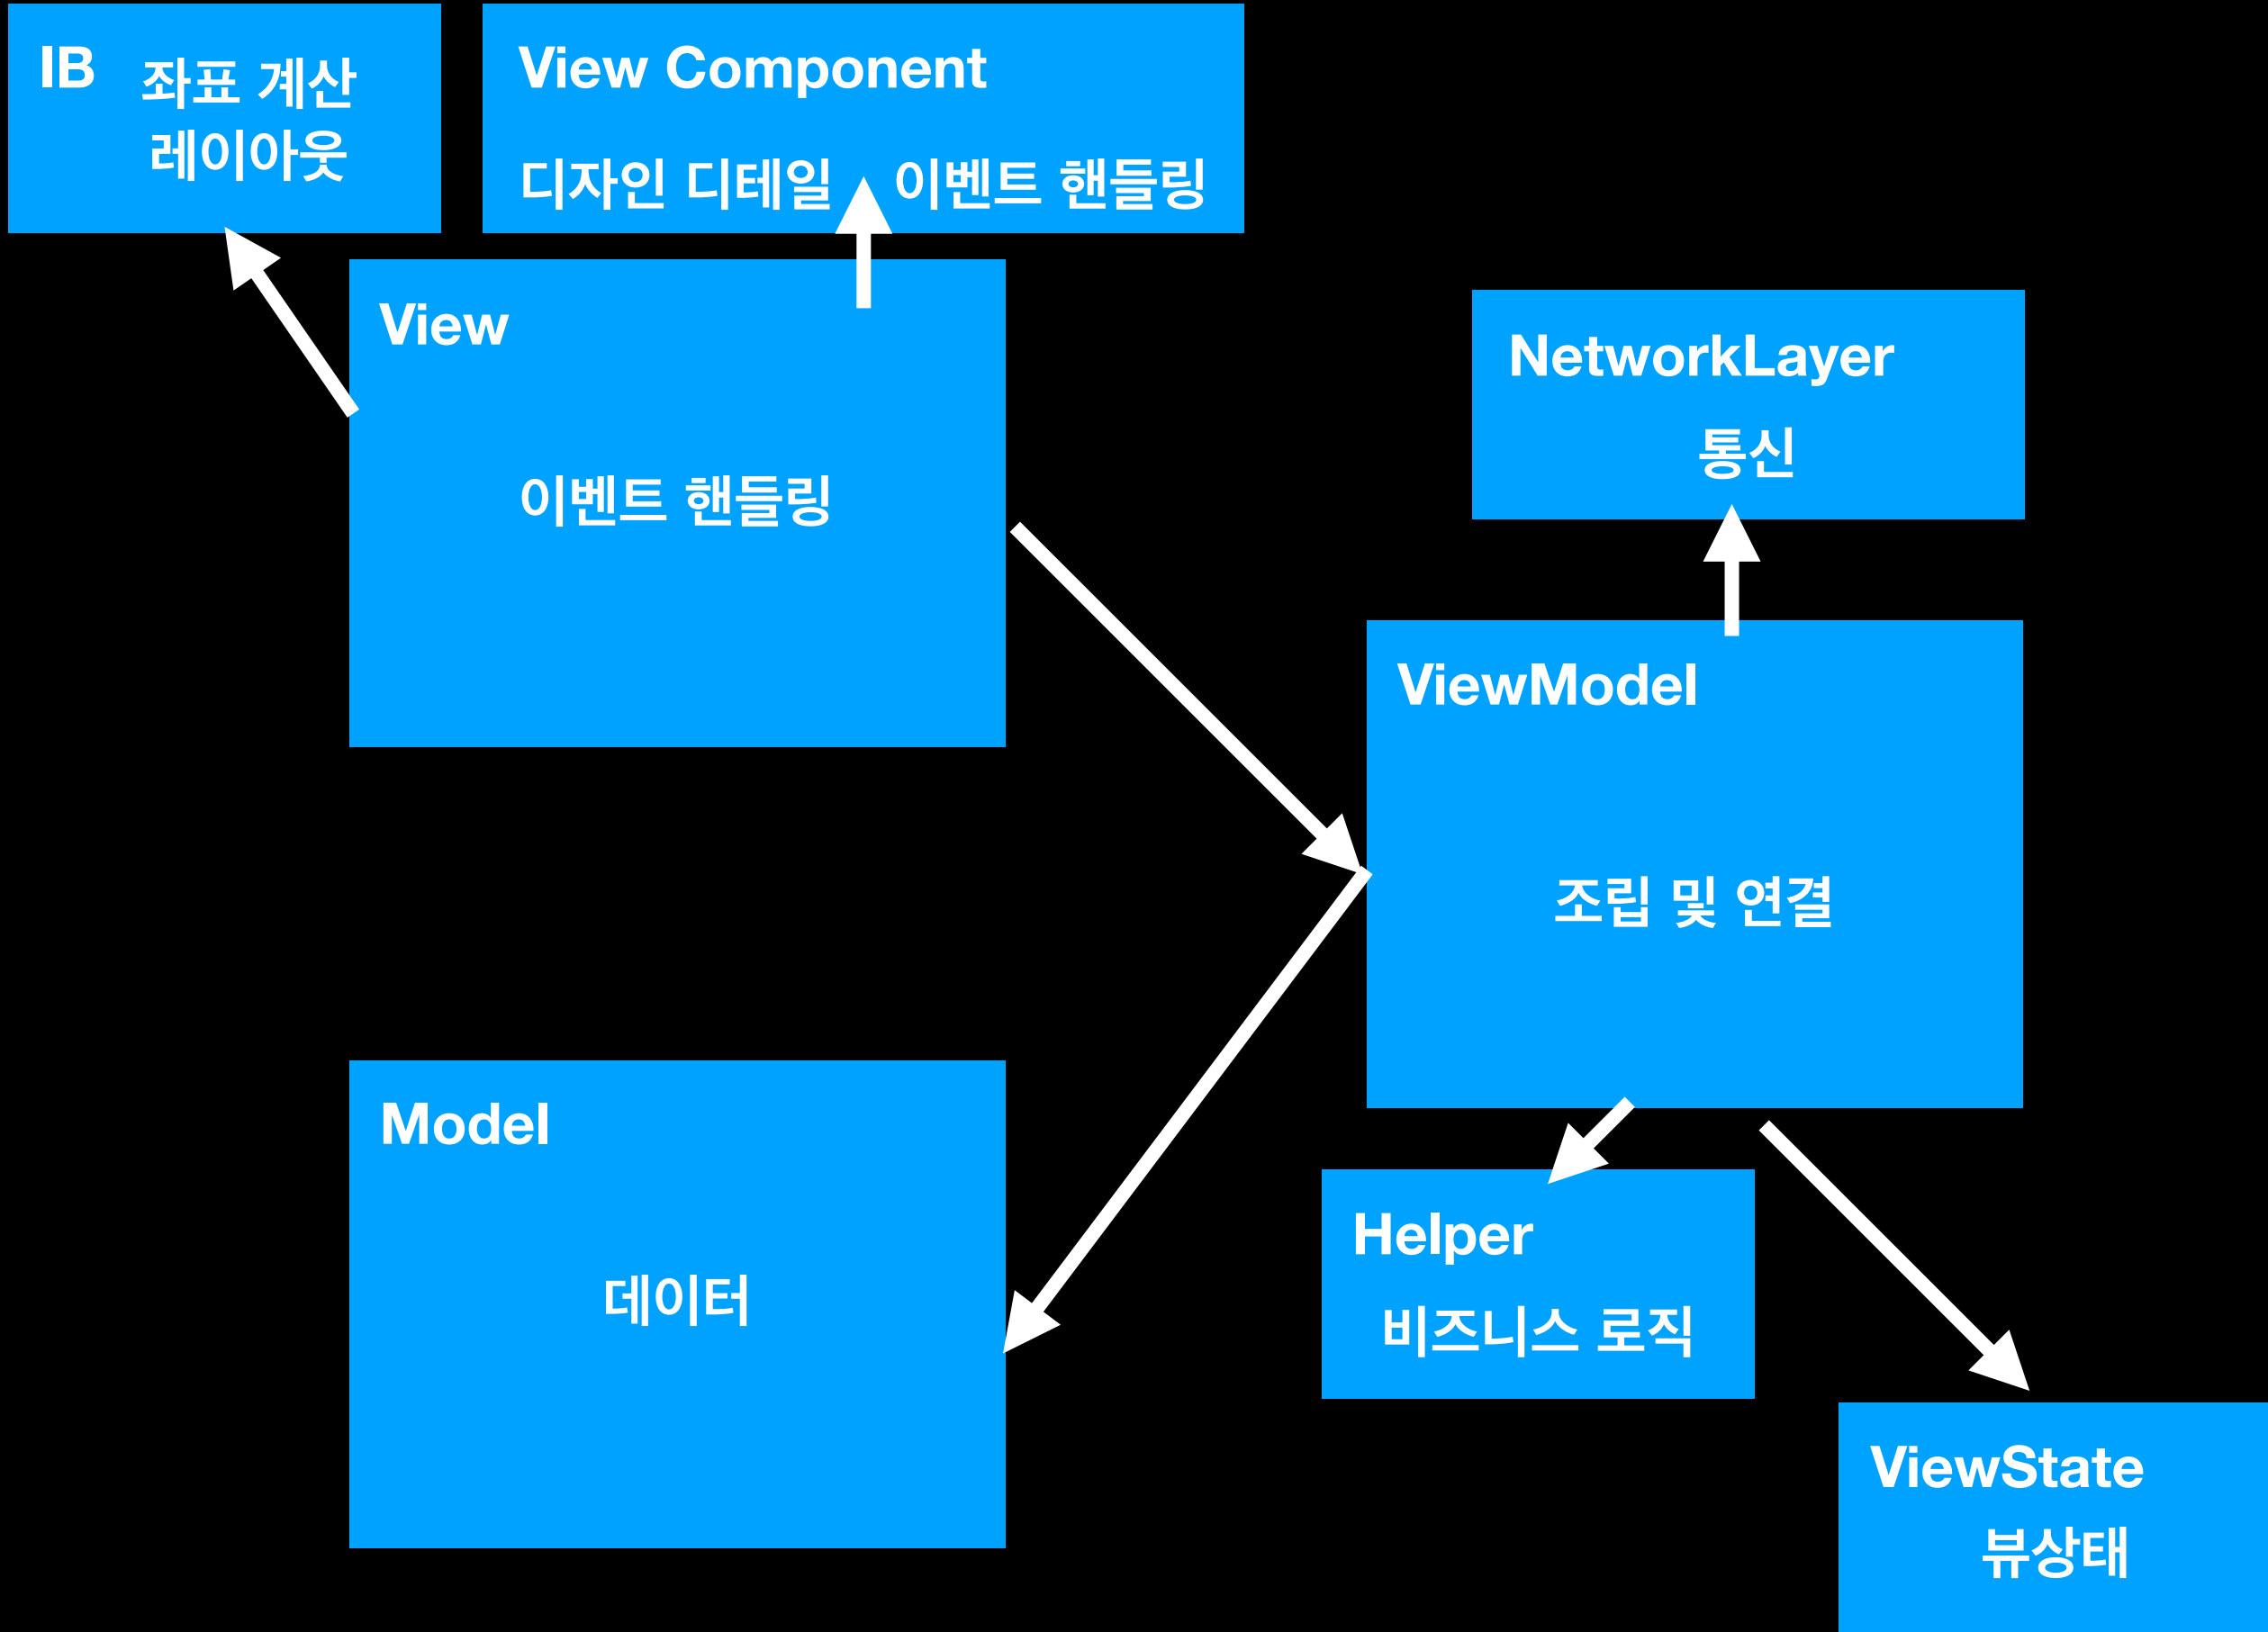 IB
좌표 계산
레이아웃
View Component
디자인 디테일
이벤트 핸들링
View
이벤트 핸들링
NetworkLayer
통신
ViewModel
조립 및 연결
Model
데이터
Helper
비즈니스 로직
ViewState
뷰상태